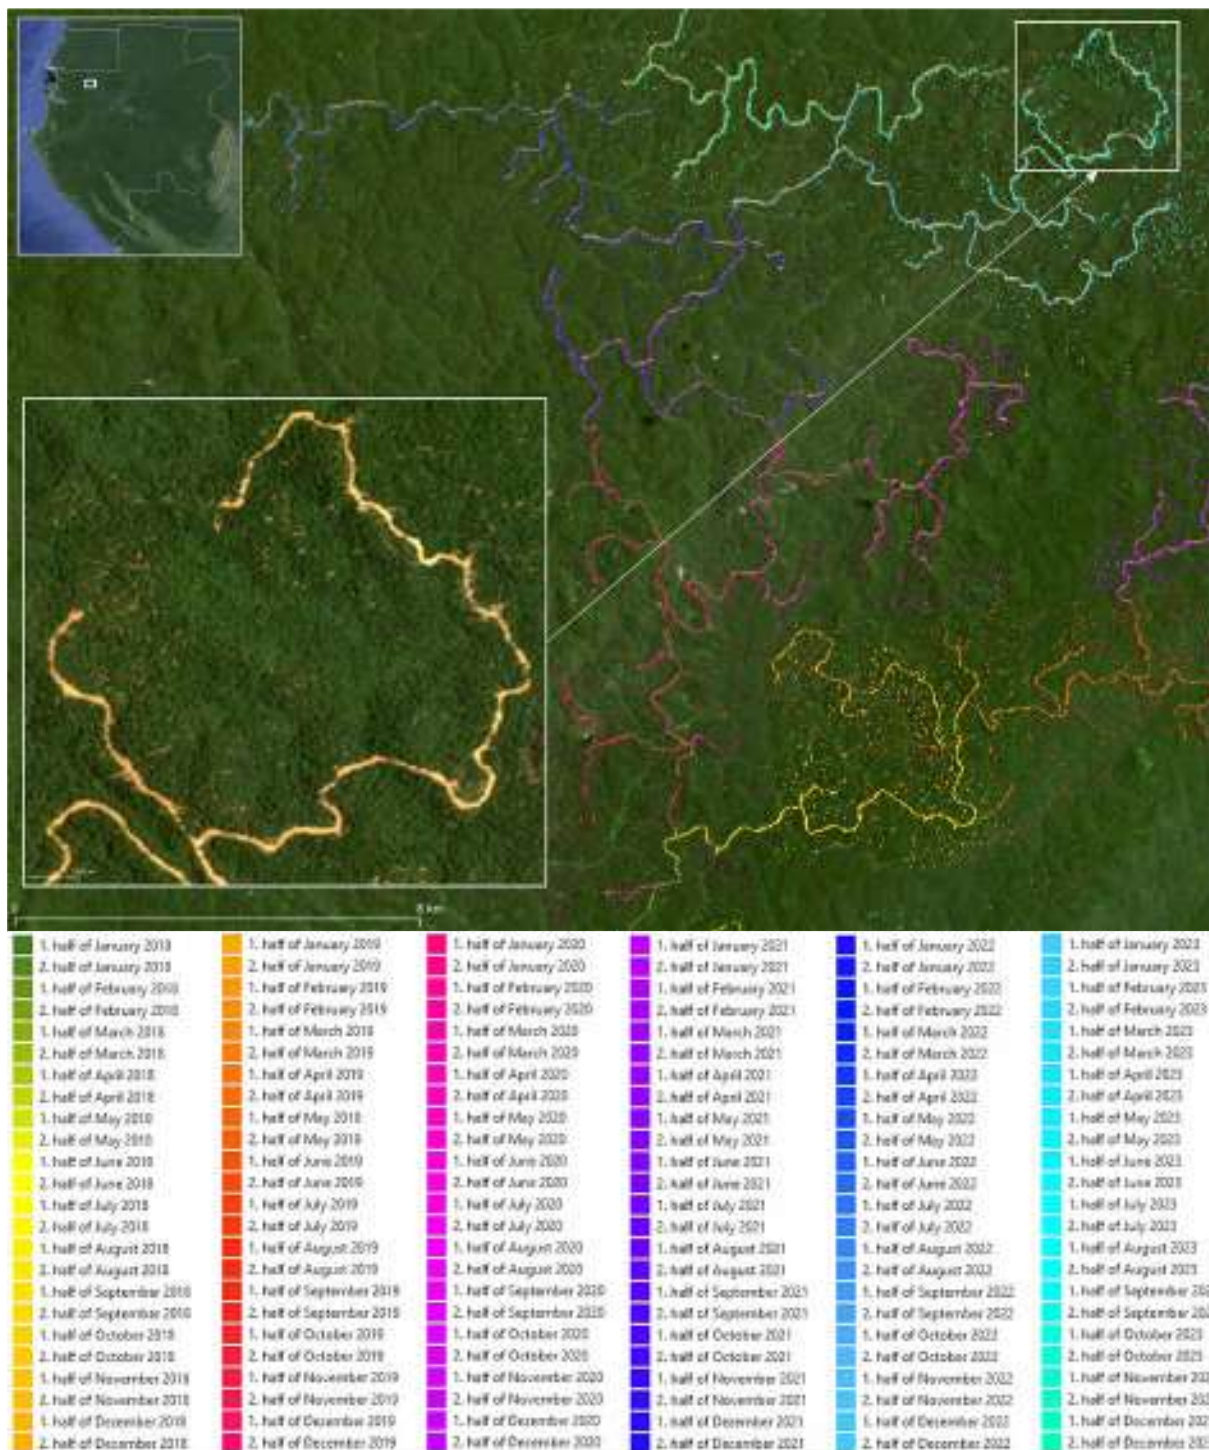 0
8 km
1. half of January 2018
2. half of January 2018
1. half of February 2018
2. half of February 2018
1. half of March 2018
2. half of March 2018
1. half of April 2018
2. half of April 2018
1. half of May 2018
2. half of May 2018
1. half of June 2018
2. half of June 2018
1. half of July 2018
2. half of July 2018
1. half of August 2018
2. half of August 2018
1. half of September 2018
2. half of September 2018
1. half of October 2018
2. half of October 2018
1. half of November 2018
2. half of November 2018
1. half of December 2018
2. half of December 2018
1. half of January 2019
2. half of January 2019
1. half of February 2019
2. half of February 2019
1. half of March 2019
2. half of March 2019
1. half of April 2019
2. half of April 2019
1. half of May 2019
2. half of May 2019
1. half of June 2019
2. half of June 2019
1. half of July 2019
2. half of July 2019
1. half of August 2019
2. half of August 2019
1. half of September 2019
2. half of September 2019
1. half of October 2019
2. half of October 2019
1. half of November 2019
2. half of November 2019
1. half of December 2019
2. half of December 2019
1. half of January 2020
2. half of January 2020
1. half of February 2020
2. half of February 2020
1. half of March 2020
2. half of March 2020
1. half of April 2020
2. half of April 2020
1. half of May 2020
2. half of May 2020
1. half of June 2020
2. half of June 2020
1. half of July 2020
2. half of July 2020
1. half of August 2020
2. half of August 2020
1. half of September 2020
2. half of September 2020
1. half of October 2020
2. half of October 2020
1. half of November 2020
2. half of November 2020
1. half of December 2020
2. half of December 2020
1. half of January 2021
2. half of January 2021
1. half of February 2021
2. half of February 2021
1. half of March 2021
2. half of March 2021
1. half of April 2021
2. half of April 2021
1. half of May 2021
2. half of May 2021
1. half of June 2021
2. half of June 2021
1. half of July 2021
2. half of July 2021
1. half of August 2021
2. half of August 2021
1. half of September 2021
2. half of September 2021
1. half of October 2021
2. half of October 2021
1. half of November 2021
2. half of November 2021
1. half of December 2021
2. half of December 2021
1. half of January 2022
2. half of January 2022
1. half of February 2022
2. half of February 2022
1. half of March 2022
2. half of March 2022
1. half of April 2022
2. half of April 2022
1. half of May 2022
2. half of May 2022
1. half of June 2022
2. half of June 2022
1. half of July 2022
2. half of July 2022
1. half of August 2022
2. half of August 2022
1. half of September 2022
2. half of September 2022
1. half of October 2022
2. half of October 2022
1. half of November 2022
2. half of November 2022
1. half of December 2022
2. half of December 2022
1. half of January 2023
2. half of January 2023
1. half of February 2023
2. half of February 2023
1. half of March 2023
2. half of March 2023
1. half of April 2023
2. half of April 2023
1. half of May 2023
2. half of May 2023
1. half of June 2023
2. half of June 2023
1. half of July 2023
2. half of July 2023
1. half of August 2023
2. half of August 2023
1. half of September 202
2. half of September 202
1. half of October 2023
2. half of October 2023
1. half of November 202
2. half of November 202
1. half of December 202
2. half of December 202